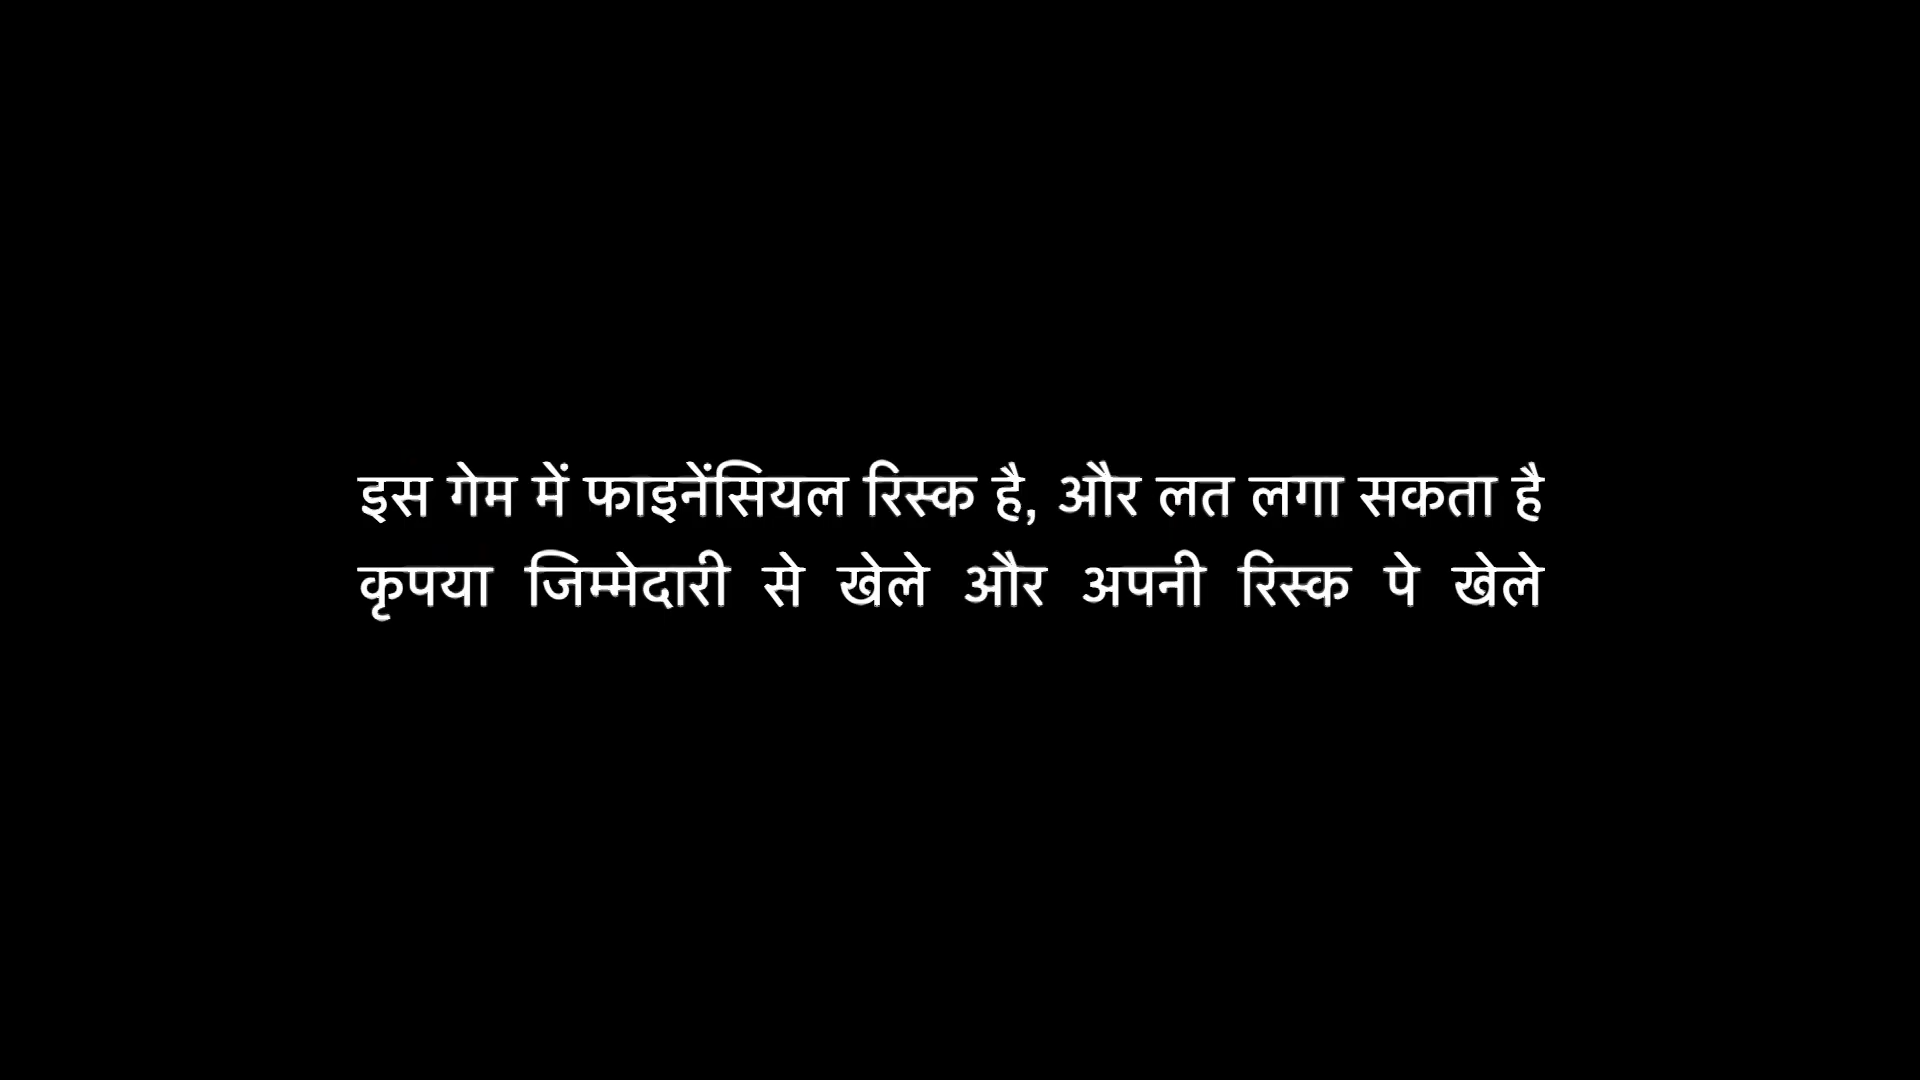 इस गेम में फाइनेंसियल रिस्क है, और लत लगा सकता है
कृपया जिम्मेदारी से खेले और अपनी रिस्क पे खेले